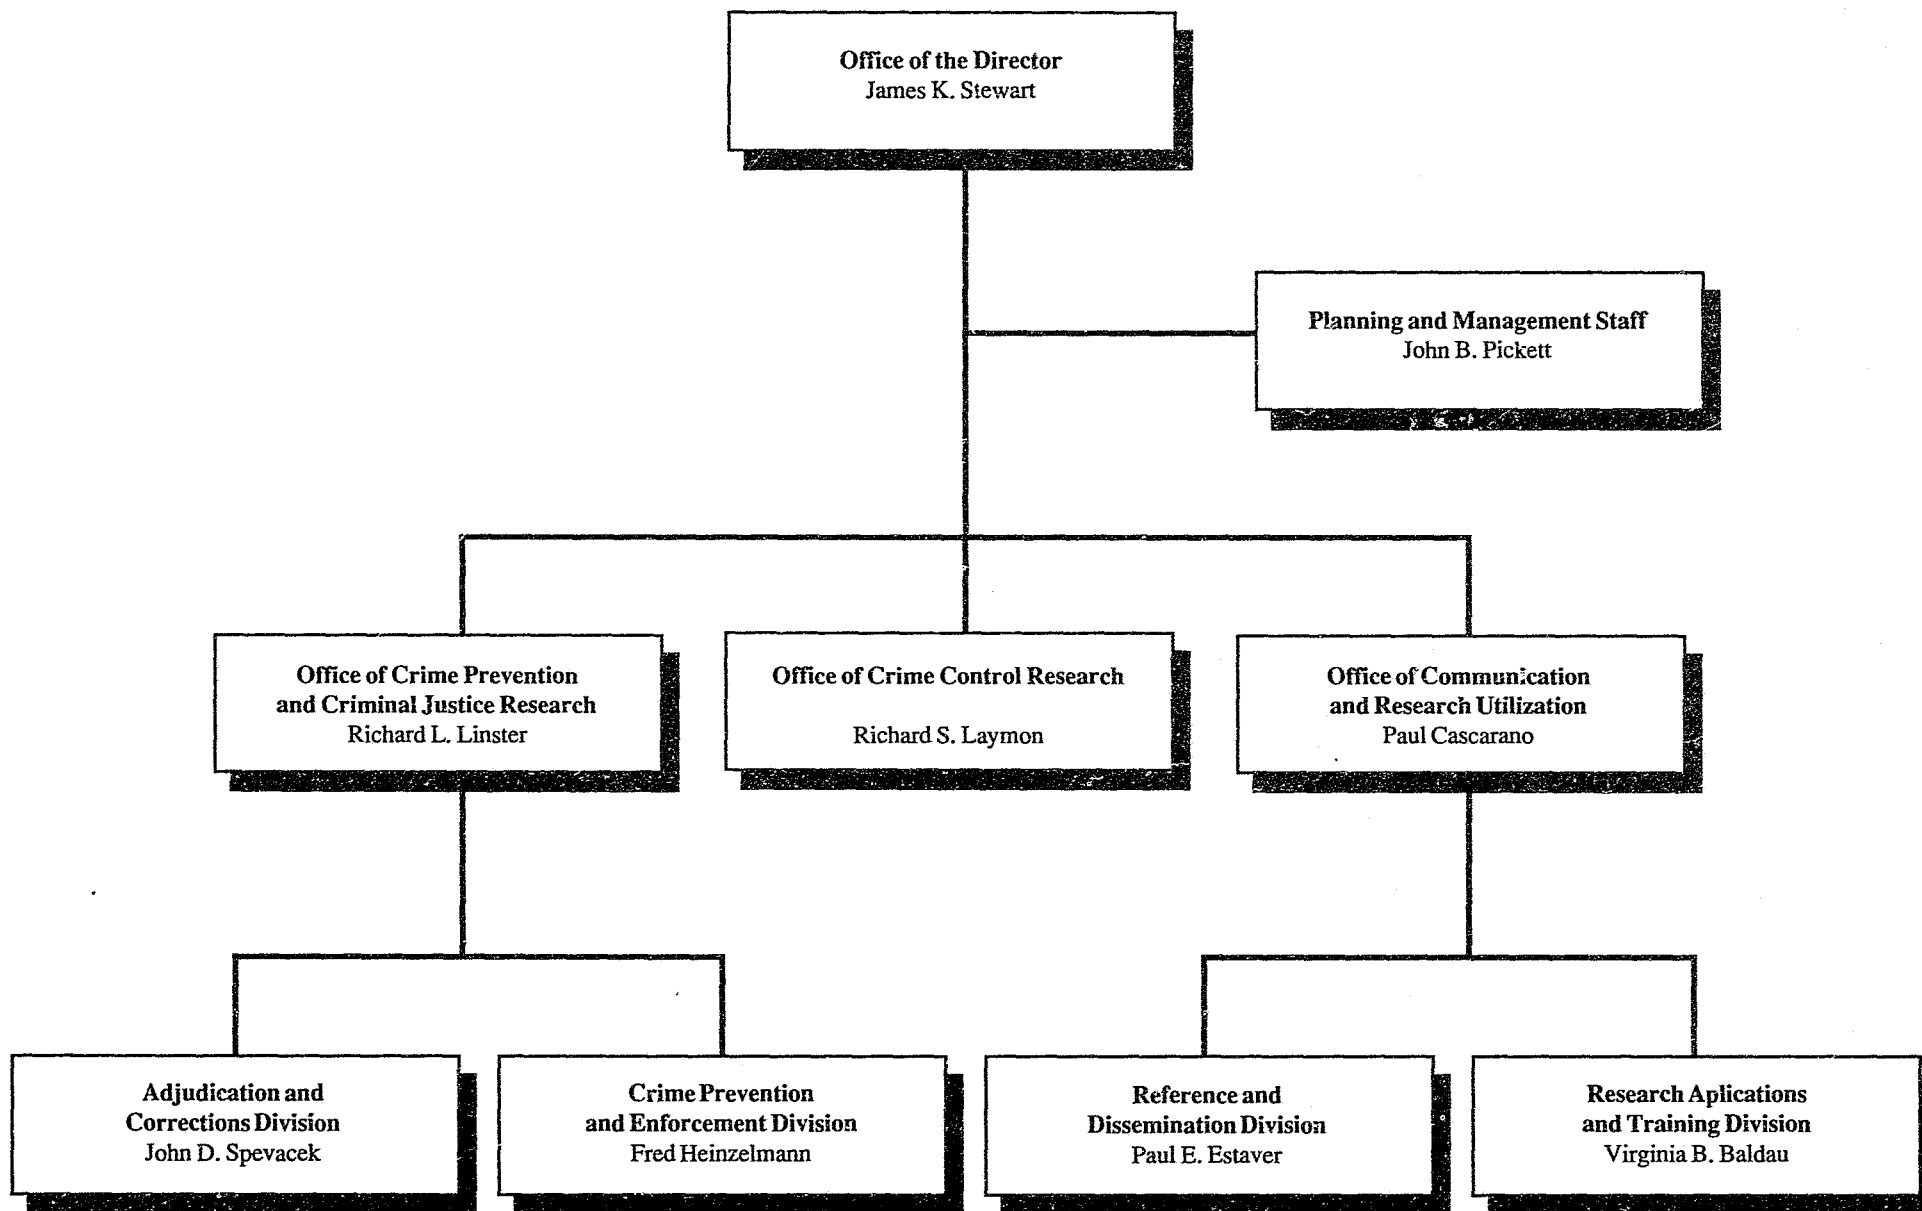 Office of the Director
James K. Stewart
Planning and Management Staff
John B. Pickett
Office of Crime Prevention
and Criminal Justice Research
Richard L. Linster
Office of Crime Control Research
Richard S. Laymon
Office of Communication
and Research Utilization
Paul Cascarano
Adjudication and
Corrections Division
John D. Spevacek
Crime Prevention
and Enforcement Division
Fred Heinzelmann
Reference and
Dissemination Division
Paul E. Estaver
Research Aplications
and Training Division
Virginia B. Baldau